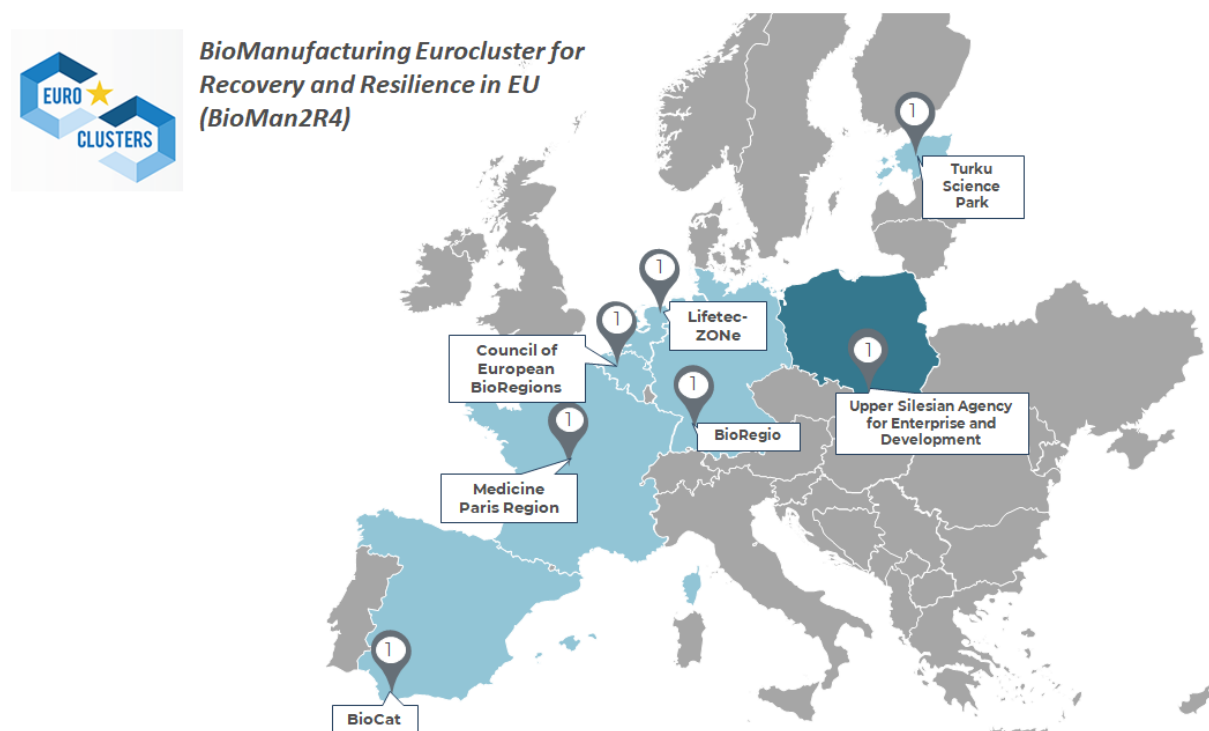 EURO
CLUSTERS
BioManufacturing Eurocluster for
Recovery and Resilience in EU
(BioMan2R4)
1
Turku
Science
Park
1
Lifetec-
ZONe
1
Council of
European
BioRegions
1
Upper Silesian Agency
for Enterprise and
Development
1
BioRegio
1
Medicine
Paris Region
1
BioCat